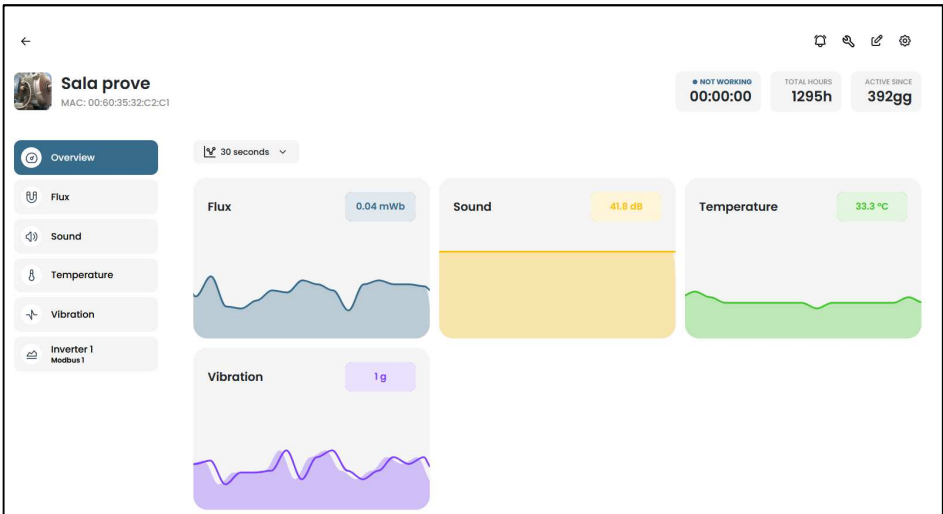 Sala prove
MAC: 00:60:35:32:C2:C1
NOT WORKING
00:00:00
TOTAL HOURS
1295h
ACTIVE SINCE
392gg
Overview
Flux
Sound
Temperature
Vibration
Inverter 1
Modbus 1
30 seconds
Flux
0.04 mWb
Sound
41.8 dB
Temperature
33.3 °C
Vibration
1 g